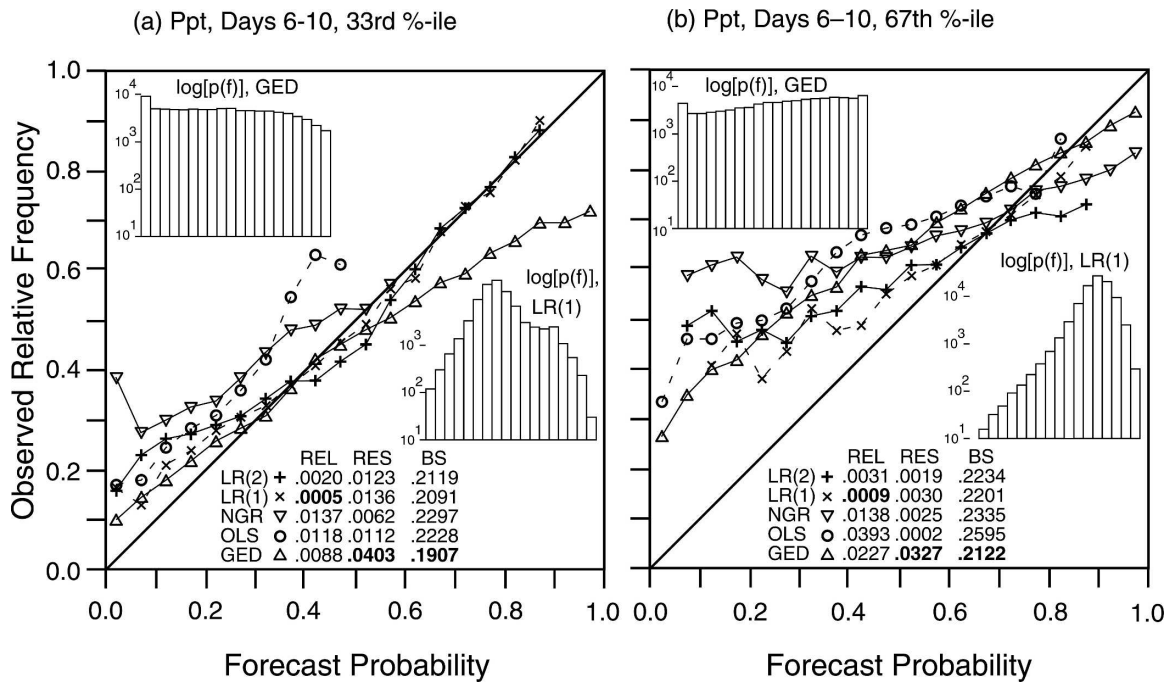 (a) Ppt, Days 6-10, 33rd %-ile
1.0
0.8
0.6
0.4
0.2
0.0
Observed Relative Frequency
log[p(f)], GED
10^4
10^3
10^2
10^1
log[p(f)],
LR(1)
10^3
10^2
10^1
REL RES BS
LR(2) + .0020 .0123 .2119
LR(1) × .0005 .0136 .2091
NGR ▽ .0137 .0062 .2297
OLS o .0118 .0112 .2228
GED △ .0088 .0403 .1907
0.0 0.2 0.4 0.6 0.8 1.0
Forecast Probability
(b) Ppt, Days 6–10, 67th %-ile
log[p(f)], GED
10^4
10^3
10^2
10^1
log[p(f)], LR(1)
10^4
10^3
10^2
10^1
REL RES BS
LR(2) + .0031 .0019 .2234
LR(1) × .0009 .0030 .2201
NGR ▽ .0138 .0025 .2335
OLS o .0393 .0002 .2595
GED △ .0227 .0327 .2122
0.0 0.2 0.4 0.6 0.8 1.0
Forecast Probability